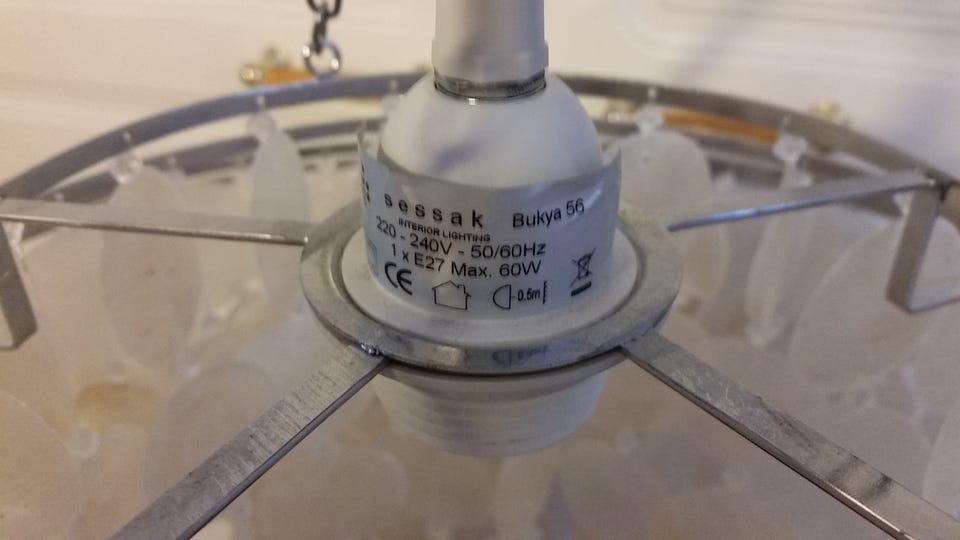 sessak Bukya 56
INTERIOR LIGHTING
220 - 240V - 50/60Hz
1 x E27 Max. 60W
CE 0.5m